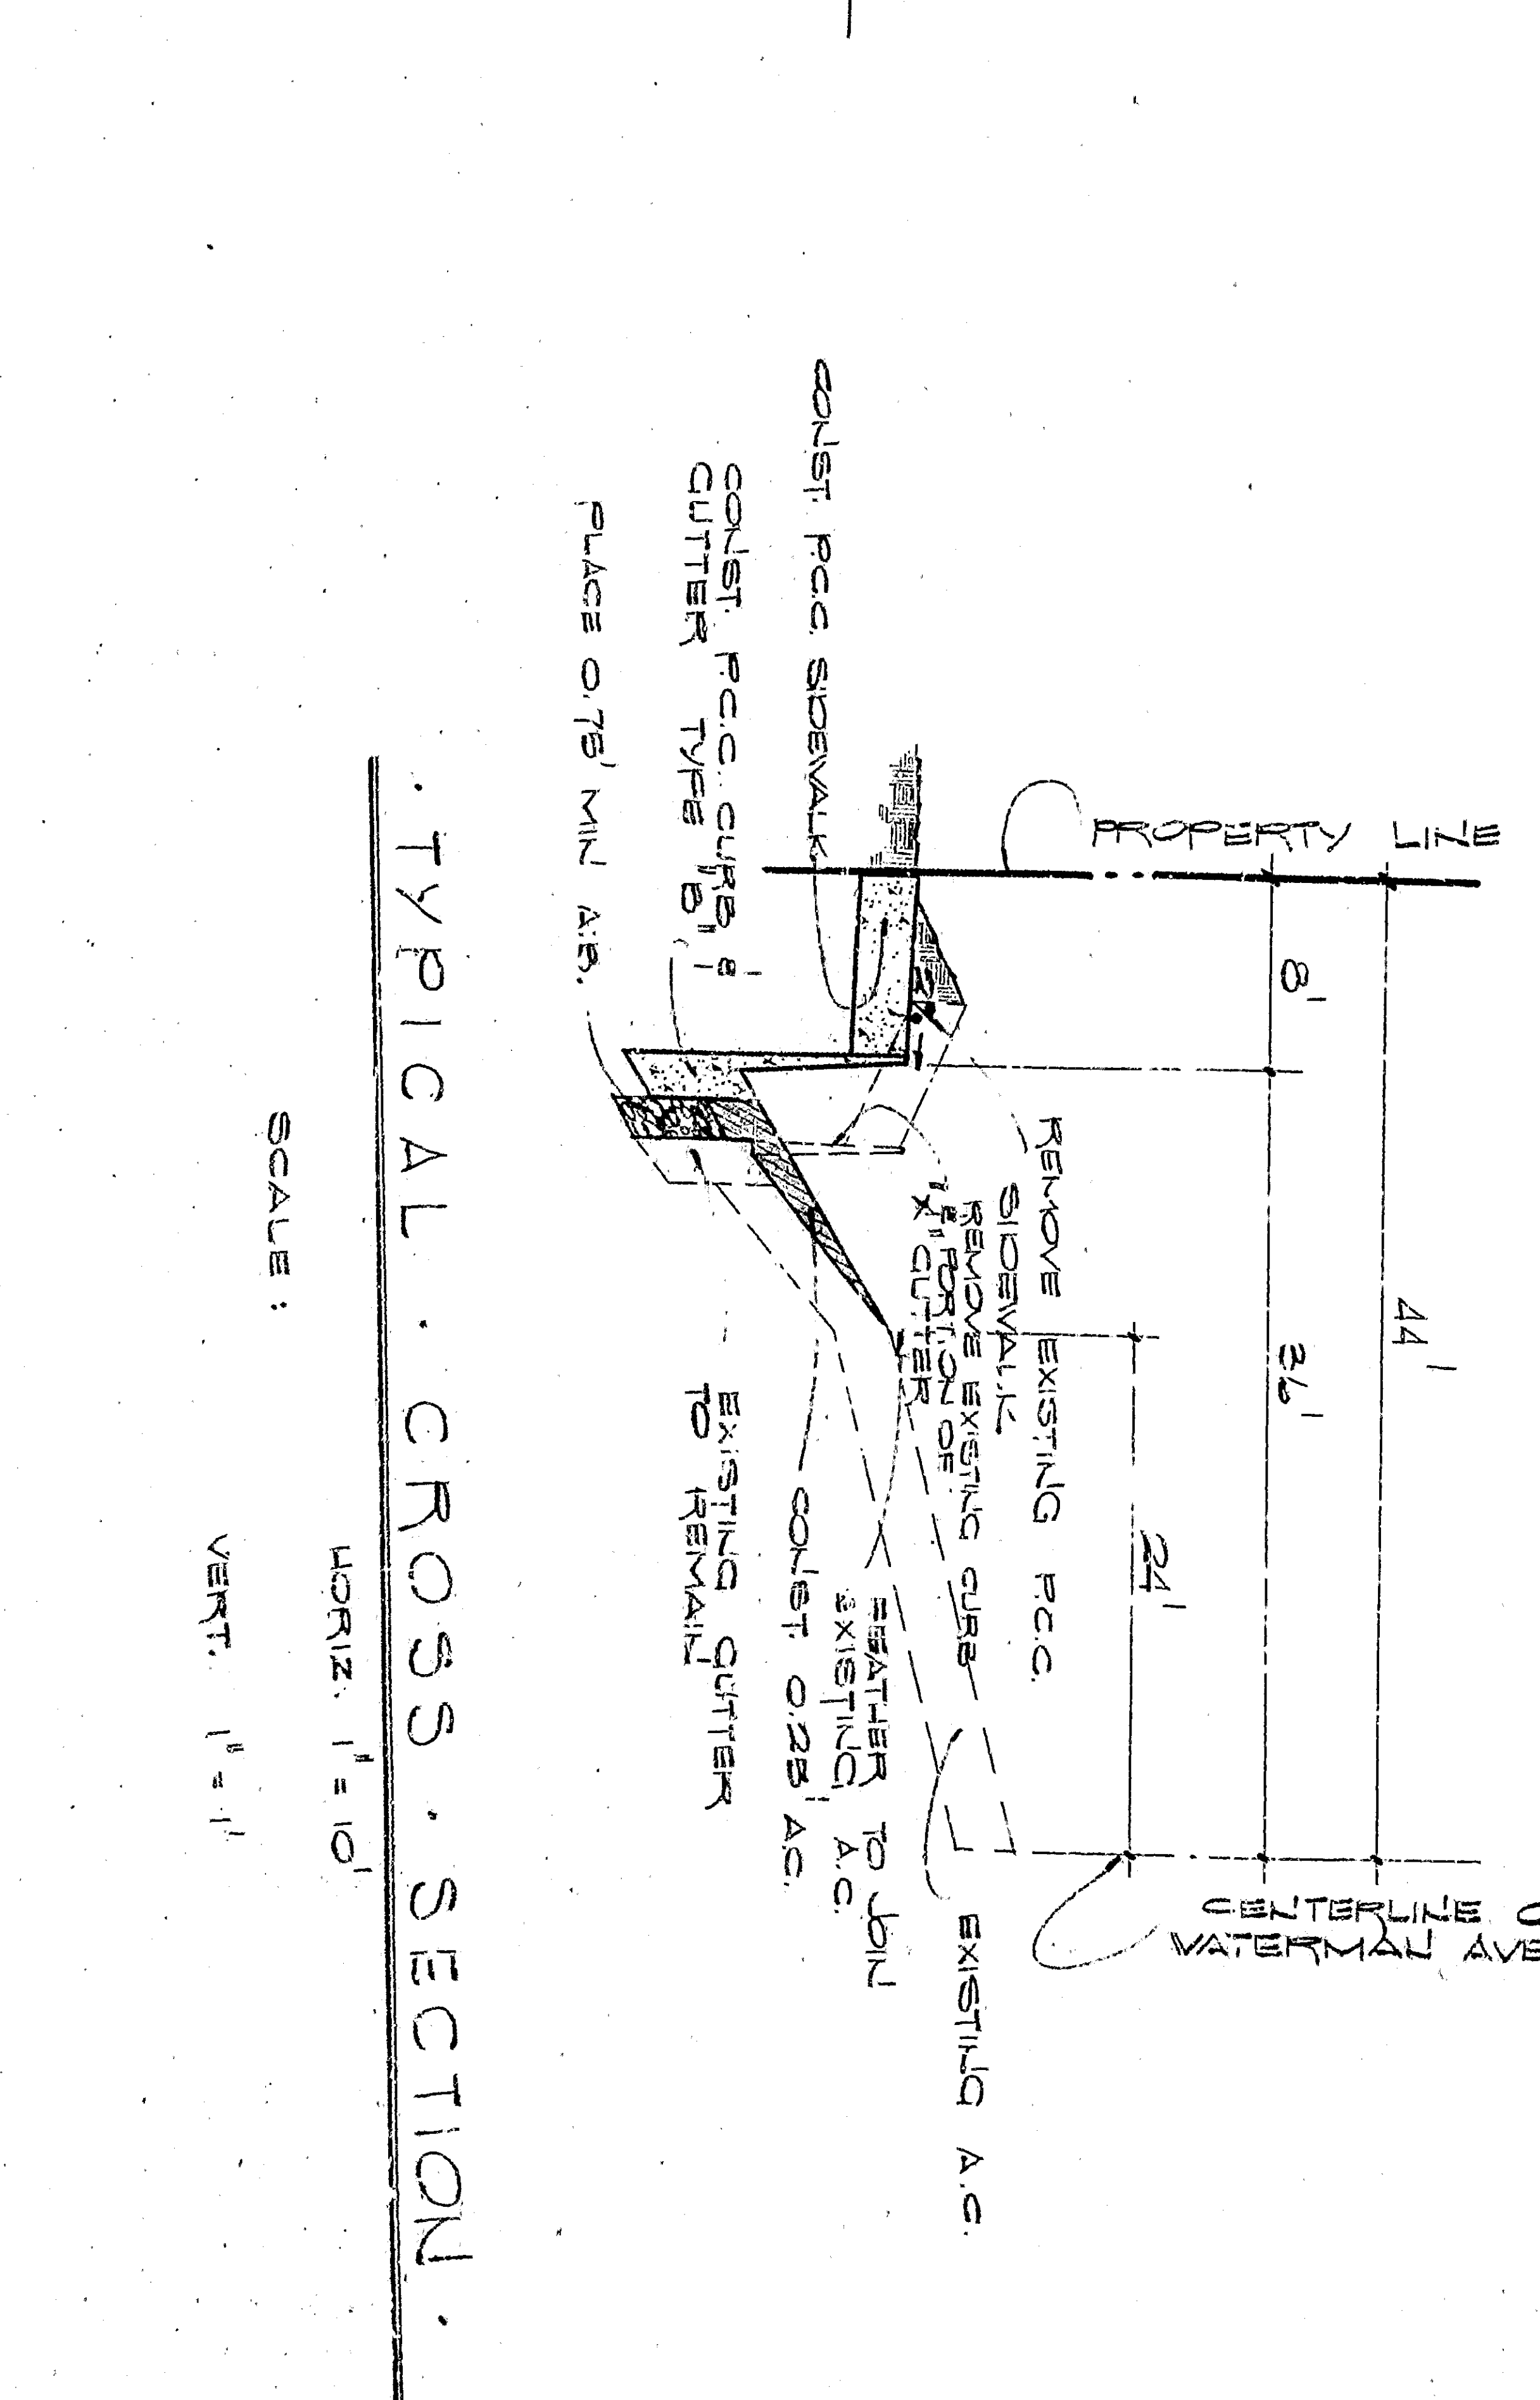 PROPERTY LINE
CENTERLINE
WATERMAN AVE
44'
8'
36'
24'
REMOVE EXISTING P.C.C.
SIDEWALK
REMOVE EXISTING CURB
& PORTION OF
"X" GUTTER
EXISTING A.C.
CONST. P.C.C. SIDEWALK
FEATHER TO JOIN
EXISTING A.C.
CONST. 0.25' A.C.
CONST. P.C.C. CURB &
GUTTER TYPE "B"
EXISTING GUTTER
TO REMAIN
PLACE 0.75' MIN A.B.
. TYPICAL . CROSS . SECTION .
SCALE :
HORIZ. 1" = 10'
VERT. 1" = 1'